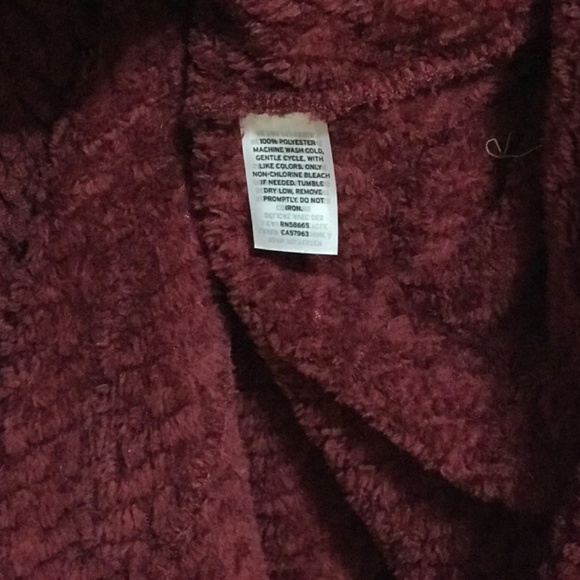 100% POLYESTER
MACHINE WASH COLD,
GENTLE CYCLE, WITH
LIKE COLORS. ONLY
NON-CHLORINE BLEACH
IF NEEDED. TUMBLE
DRY LOW, REMOVE
PROMPTLY. DO NOT
IRON.
RN58665
CA57963